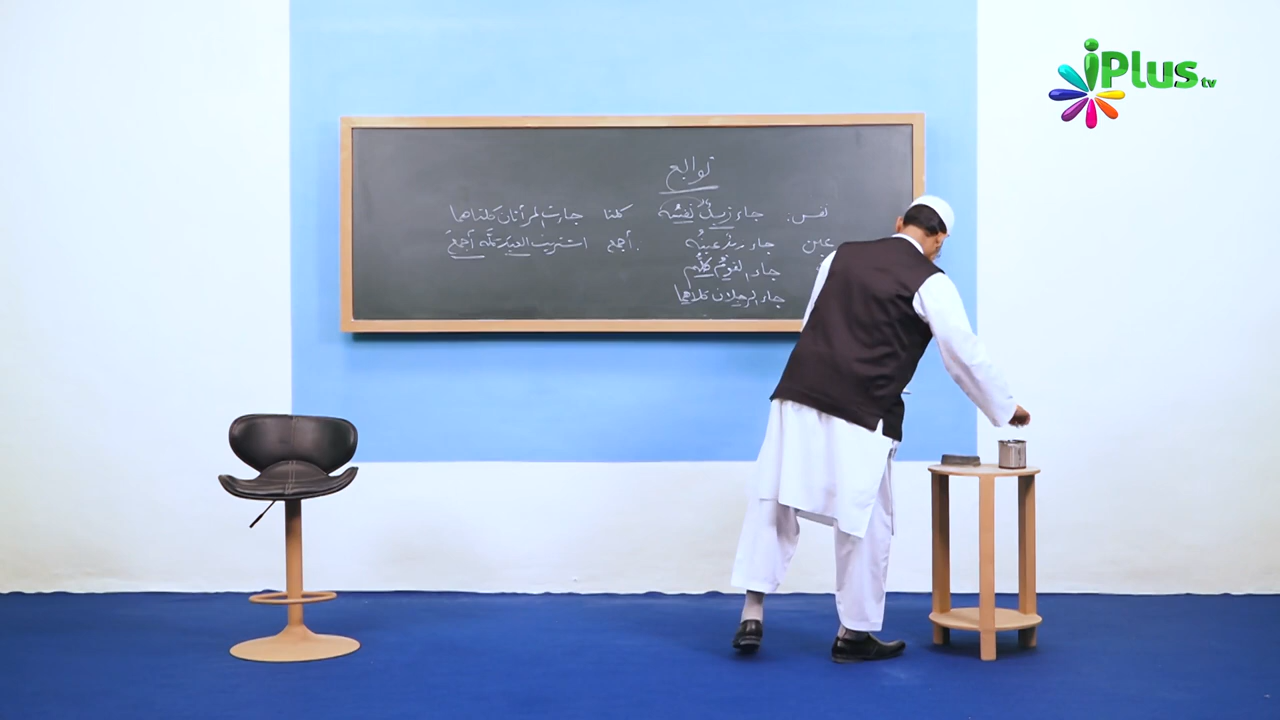 توابع
نفس: جاء زيدٌ نفسُه
عين جاء زيدٌ عينُه
جاء القومُ كلُّهم
جاء الرجلان كلاهما
كلتا جاءت المرأتان كلتاهما
أجمع اشتريت العبدَ كلَّه أجمعَ
iPlus tv